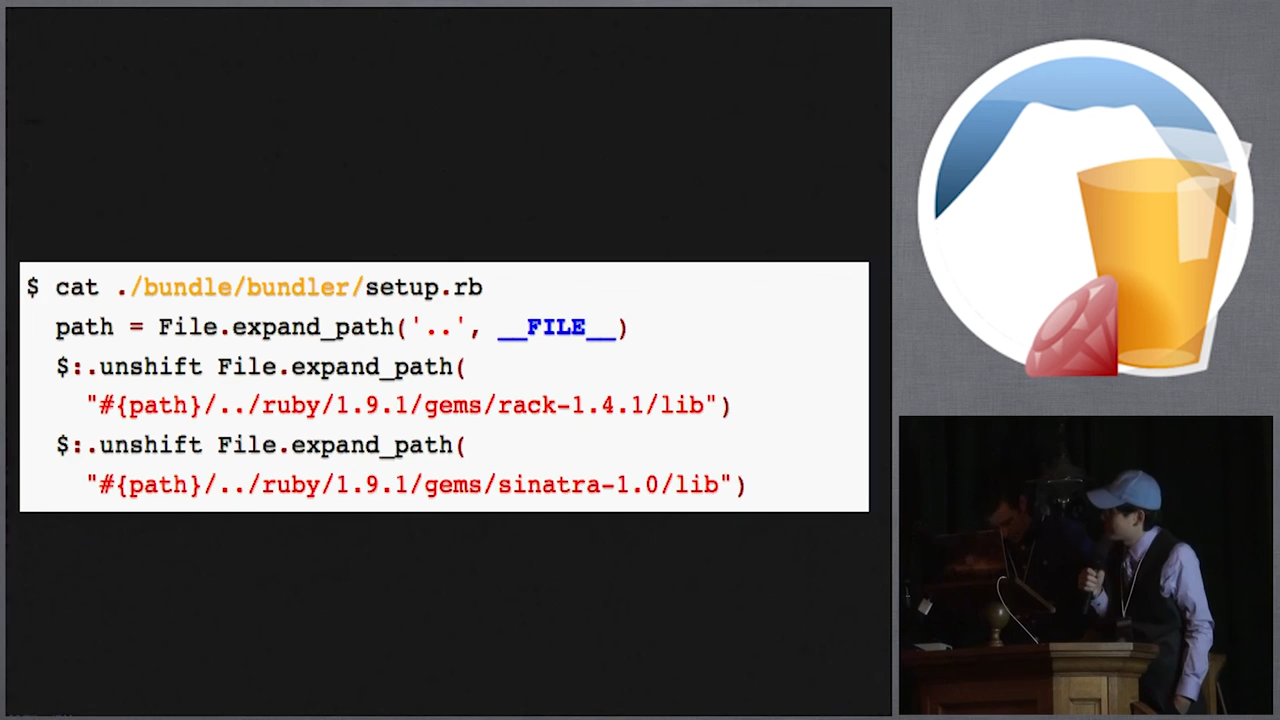 $ cat ./bundle/bundler/setup.rb
path = File.expand_path('..', __FILE__)
$:.unshift File.expand_path(
"#{path}/../ruby/1.9.1/gems/rack-1.4.1/lib")
$:.unshift File.expand_path(
"#{path}/../ruby/1.9.1/gems/sinatra-1.0/lib")